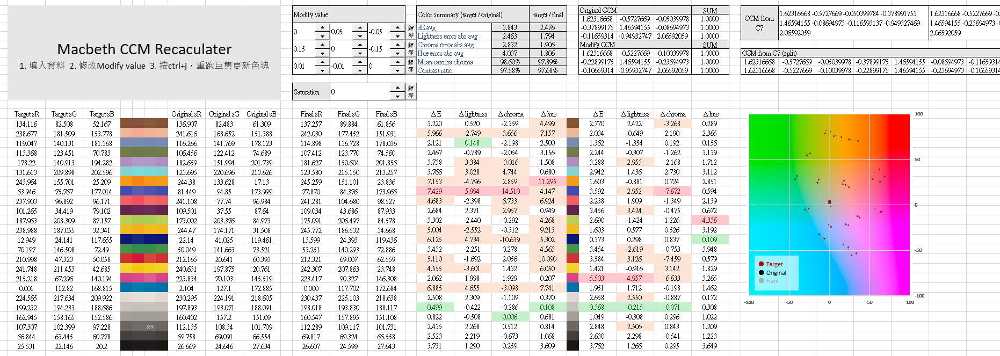 Macbeth CCM Recaculater
1. 填入資料 2. 修改Modify value 3. 按ctrl+j，重跑巨集更新色塊
Modify value
0 0.05 -0.05 歸零
0.15 0 -0.15 歸零
0.01 -0.01 0 歸零
Saturation 0 歸零
Color summary (target / original) target / final
dE avg 3.843 2.476
Lightness error abs avg 2.463 1.794
Chroma error abs avg 2.832 1.906
Hue error abs avg 4.037 1.806
Mean camera chroma 98.60% 97.89%
Contrast ratio 97.58% 97.68%
Original CCM SUM
1.62316668 -0.5727669 -0.05039978 1.0000
-0.37899175 1.46594155 -0.08694973 1.0000
-0.11659314 -0.94932747 2.06592059 1.0000
Modify CCM SUM
1.62316668 -0.5227669 -0.10039978 1.0000
-0.22899175 1.46594155 -0.23694973 1.0000
-0.10659314 -0.95932747 2.06592059 1.0000
CCM from C7
1.62316668 -0.5727669 -0.050399784 -0.378991753
1.46594155 -0.08694973 -0.116593137 -0.949327469
2.06592059
1.62316668 -0.5227669 -0.
1.46594155 -0.23694973 -0
2.06592059
CCM from C7 (split)
1.62316668 -0.5727669 -0.05039978 -0.37899175 1.46594155 -0.08694973 -0.1165931
1.62316668 -0.5227669 -0.10039978 -0.22899175 1.46594155 -0.23694973 -0.1065931
Target sR Target sG Target sB Original sR Original sG Original sB Final sR Final sG Final sB Δ E Δ lightness Δ chroma Δ hue Δ E Δ lightness Δ chroma Δ hue
134.116 82.508 52.167 136.907 82.483 61.309 137.257 89.884 61.856 3.220 0.520 -2.359 4.499 2.770 2.422 -3.268 0.289
238.677 181.509 153.778 241.616 168.652 151.388 242.030 177.452 151.931 5.966 -2.749 3.656 7.157 2.034 -0.649 2.190 2.365
119.047 140.131 181.368 116.266 141.769 178.123 114.898 136.728 178.036 2.121 0.148 -2.198 2.500 1.362 -1.354 0.192 0.156
113.368 123.451 70.783 106.456 122.412 74.689 107.412 123.770 74.560 2.467 -0.789 -2.054 3.156 2.244 -0.307 -1.262 3.139
178.22 140.913 194.282 182.659 151.994 201.739 181.627 150.604 201.856 3.738 3.384 -3.016 1.508 3.288 2.953 -2.168 1.712
131.613 209.898 202.596 123.695 220.696 213.626 123.580 215.150 213.257 3.766 3.028 4.744 0.680 2.942 1.436 2.730 3.112
243.964 155.701 25.209 244.38 133.628 17.13 245.259 151.101 23.836 7.153 -4.796 2.859 11.295 1.603 -0.881 0.724 2.851
63.946 75.767 177.014 81.449 94.85 173.999 77.870 84.376 173.966 7.429 5.994 -14.510 4.147 3.592 2.952 -7.672 0.594
237.903 96.892 96.171 241.108 77.74 96.984 241.281 104.680 98.527 4.683 -2.398 6.733 6.924 2.238 1.909 -1.349 2.139
101.265 34.419 79.102 109.501 37.55 87.64 109.034 43.686 87.933 2.684 2.371 2.957 0.949 3.456 3.424 -0.475 0.672
187.963 208.309 87.157 173.002 203.376 84.973 175.091 206.497 84.578 3.302 -2.440 -0.292 4.268 2.690 -1.424 1.226 4.336
238.988 187.055 32.341 244.47 174.171 31.508 245.772 186.532 34.668 5.004 -2.552 -0.312 9.213 1.603 0.577 0.526 3.192
12.949 24.141 117.655 22.14 41.025 119.461 13.599 24.393 119.436 6.125 4.734 -10.639 5.302 0.373 0.298 0.837 0.109
70.197 146.508 72.49 50.049 141.663 73.521 53.251 140.293 72.886 3.432 -2.251 0.278 4.563 3.454 -2.619 -0.753 3.948
210.998 47.323 50.058 212.165 20.641 60.393 212.321 69.007 62.559 5.110 -1.692 2.056 10.090 3.584 3.126 -7.459 0.579
241.748 211.453 42.685 240.631 197.875 20.761 242.307 207.863 23.748 4.555 -3.601 1.432 6.050 1.421 -0.916 3.142 1.829
215.218 67.296 140.194 223.834 70.103 145.519 223.417 90.327 146.308 2.062 1.998 1.929 0.207 5.503 4.957 -6.633 3.265
0.001 112.82 168.815 2.104 127.1 172.885 0.000 117.702 172.684 6.885 4.655 -3.098 7.741 1.951 1.712 -0.198 1.462
224.565 217.634 209.922 230.295 224.191 218.605 230.437 225.103 218.638 2.508 2.309 -1.109 0.370 2.658 2.550 -0.887 0.172
199.232 194.233 188.686 197.893 193.071 188.091 198.018 193.830 188.117 0.499 -0.422 -0.286 0.108 0.368 -0.215 -0.071 0.308
162.945 158.165 152.586 160.402 157.2 151.09 160.547 157.895 151.108 0.822 -0.508 0.006 0.681 1.049 -0.308 0.296 1.022
107.307 102.399 97.228 18% 112.135 108.34 101.709 112.289 109.117 101.731 2.435 2.268 0.512 0.814 2.848 2.506 0.843 1.209
66.844 63.445 60.778 69.758 69.091 66.554 69.817 69.324 66.558 2.523 2.219 -0.673 1.068 2.630 2.298 -0.541 1.223
25.531 22.146 20.2 26.669 24.646 27.634 26.607 24.599 27.643 3.731 1.290 0.259 3.609 3.762 1.266 0.295 3.649
100
50
0
-50
-100
-100 -50 0 50 100
Target
Original
Fianl